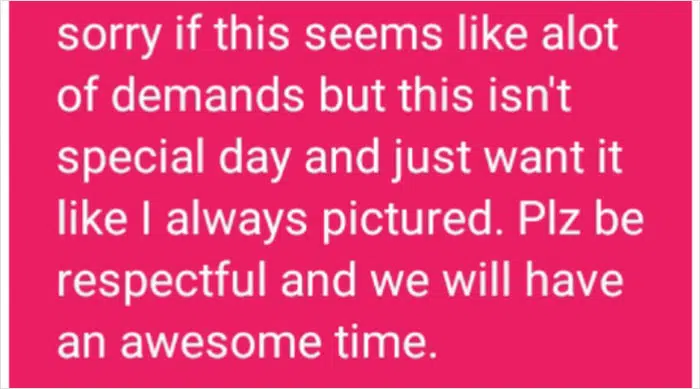 sorry if this seems like alot
of demands but this isn't
special day and just want it
like I always pictured. Plz be
respectful and we will have
an awesome time.